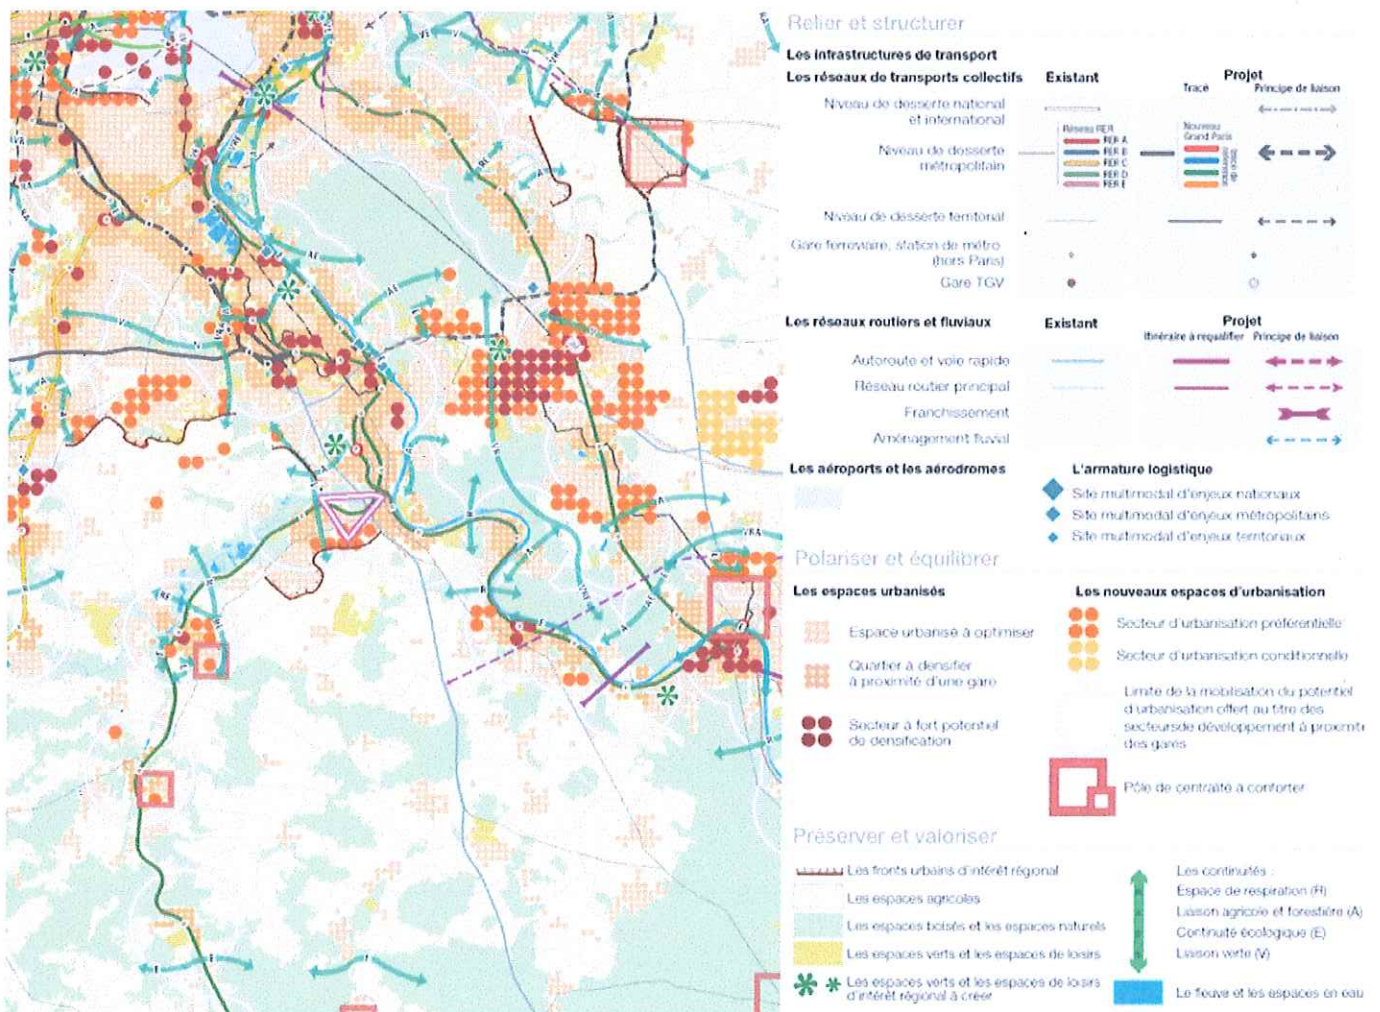 Relier et structurer
Les infrastructures de transport
Les réseaux de transports collectifs
Existant
Projet
Tracé
Principe de liaison
Niveau de desserte national
et international
Niveau de desserte
métropolitain
Réseau RER
RER A
RER B
RER C
RER D
RER E
Nouveau
Grand Paris
tracé de
référence
Niveau de desserte territorial
Gare ferroviaire, station de métro
(hors Paris)
Gare TGV
Les réseaux routiers et fluviaux
Existant
Projet
Itinéraire à requalifier
Principe de liaison
Autoroute et voie rapide
Réseau routier principal
Franchissement
Aménagement fluvial
Les aéroports et les aérodromes
L'armature logistique
Site multimodal d'enjeux nationaux
Site multimodal d'enjeux métropolitains
Site multimodal d'enjeux territoriaux
Polariser et équilibrer
Les espaces urbanisés
Espace urbanisé à optimiser
Quartier à densifier
à proximité d'une gare
Secteur à fort potentiel
de densification
Les nouveaux espaces d'urbanisation
Secteur d'urbanisation préférentielle
Secteur d'urbanisation conditionnelle
Limite de la mobilisation du potentiel
d'urbanisation offert au titre des
secteursde développement à proximité
des gares
Pôle de centralité à conforter
Préserver et valoriser
Les fronts urbains d'intérêt régional
Les espaces agricoles
Les espaces boisés et les espaces naturels
Les espaces verts et les espaces de loisirs
Les espaces verts et les espaces de loisirs
d'intérêt régional à créer
Les continuités :
Espace de respiration (R)
Liaison agricole et forestière (A)
Continuité écologique (E)
Liaison verte (V)
Le fleuve et les espaces en eau